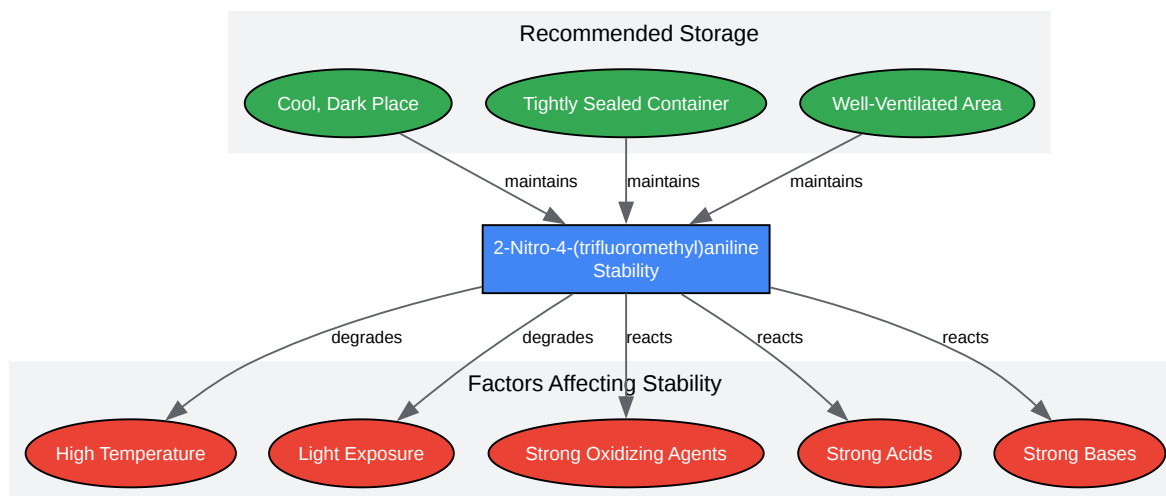 Recommended Storage
Cool, Dark Place
Tightly Sealed Container
Well-Ventilated Area
maintains
maintains
maintains
2-Nitro-4-(trifluoromethyl)aniline
Stability
degrades
degrades
reacts
reacts
reacts
Factors Affecting Stability
High Temperature
Light Exposure
Strong Oxidizing Agents
Strong Acids
Strong Bases